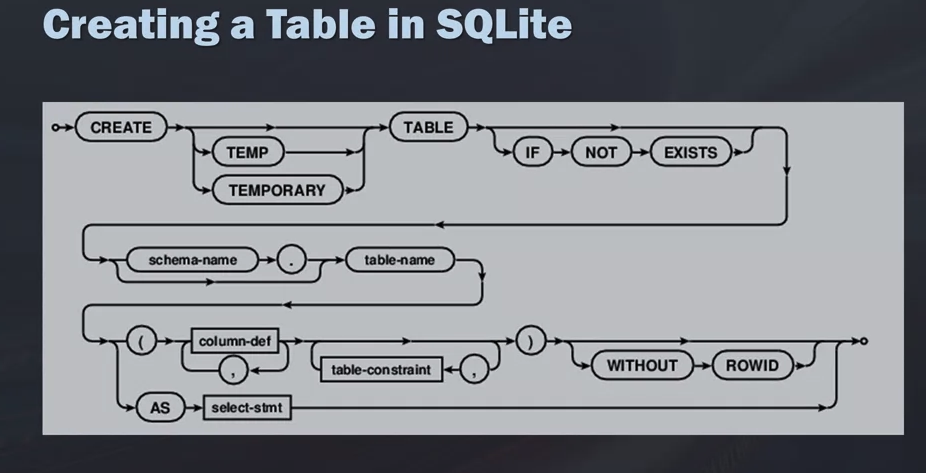 Creating a Table in SQLite
CREATE TABLE
TEMP IF NOT EXISTS
TEMPORARY
schema-name . table-name
( column-def )
, table-constraint , WITHOUT ROWID
AS select-stmt